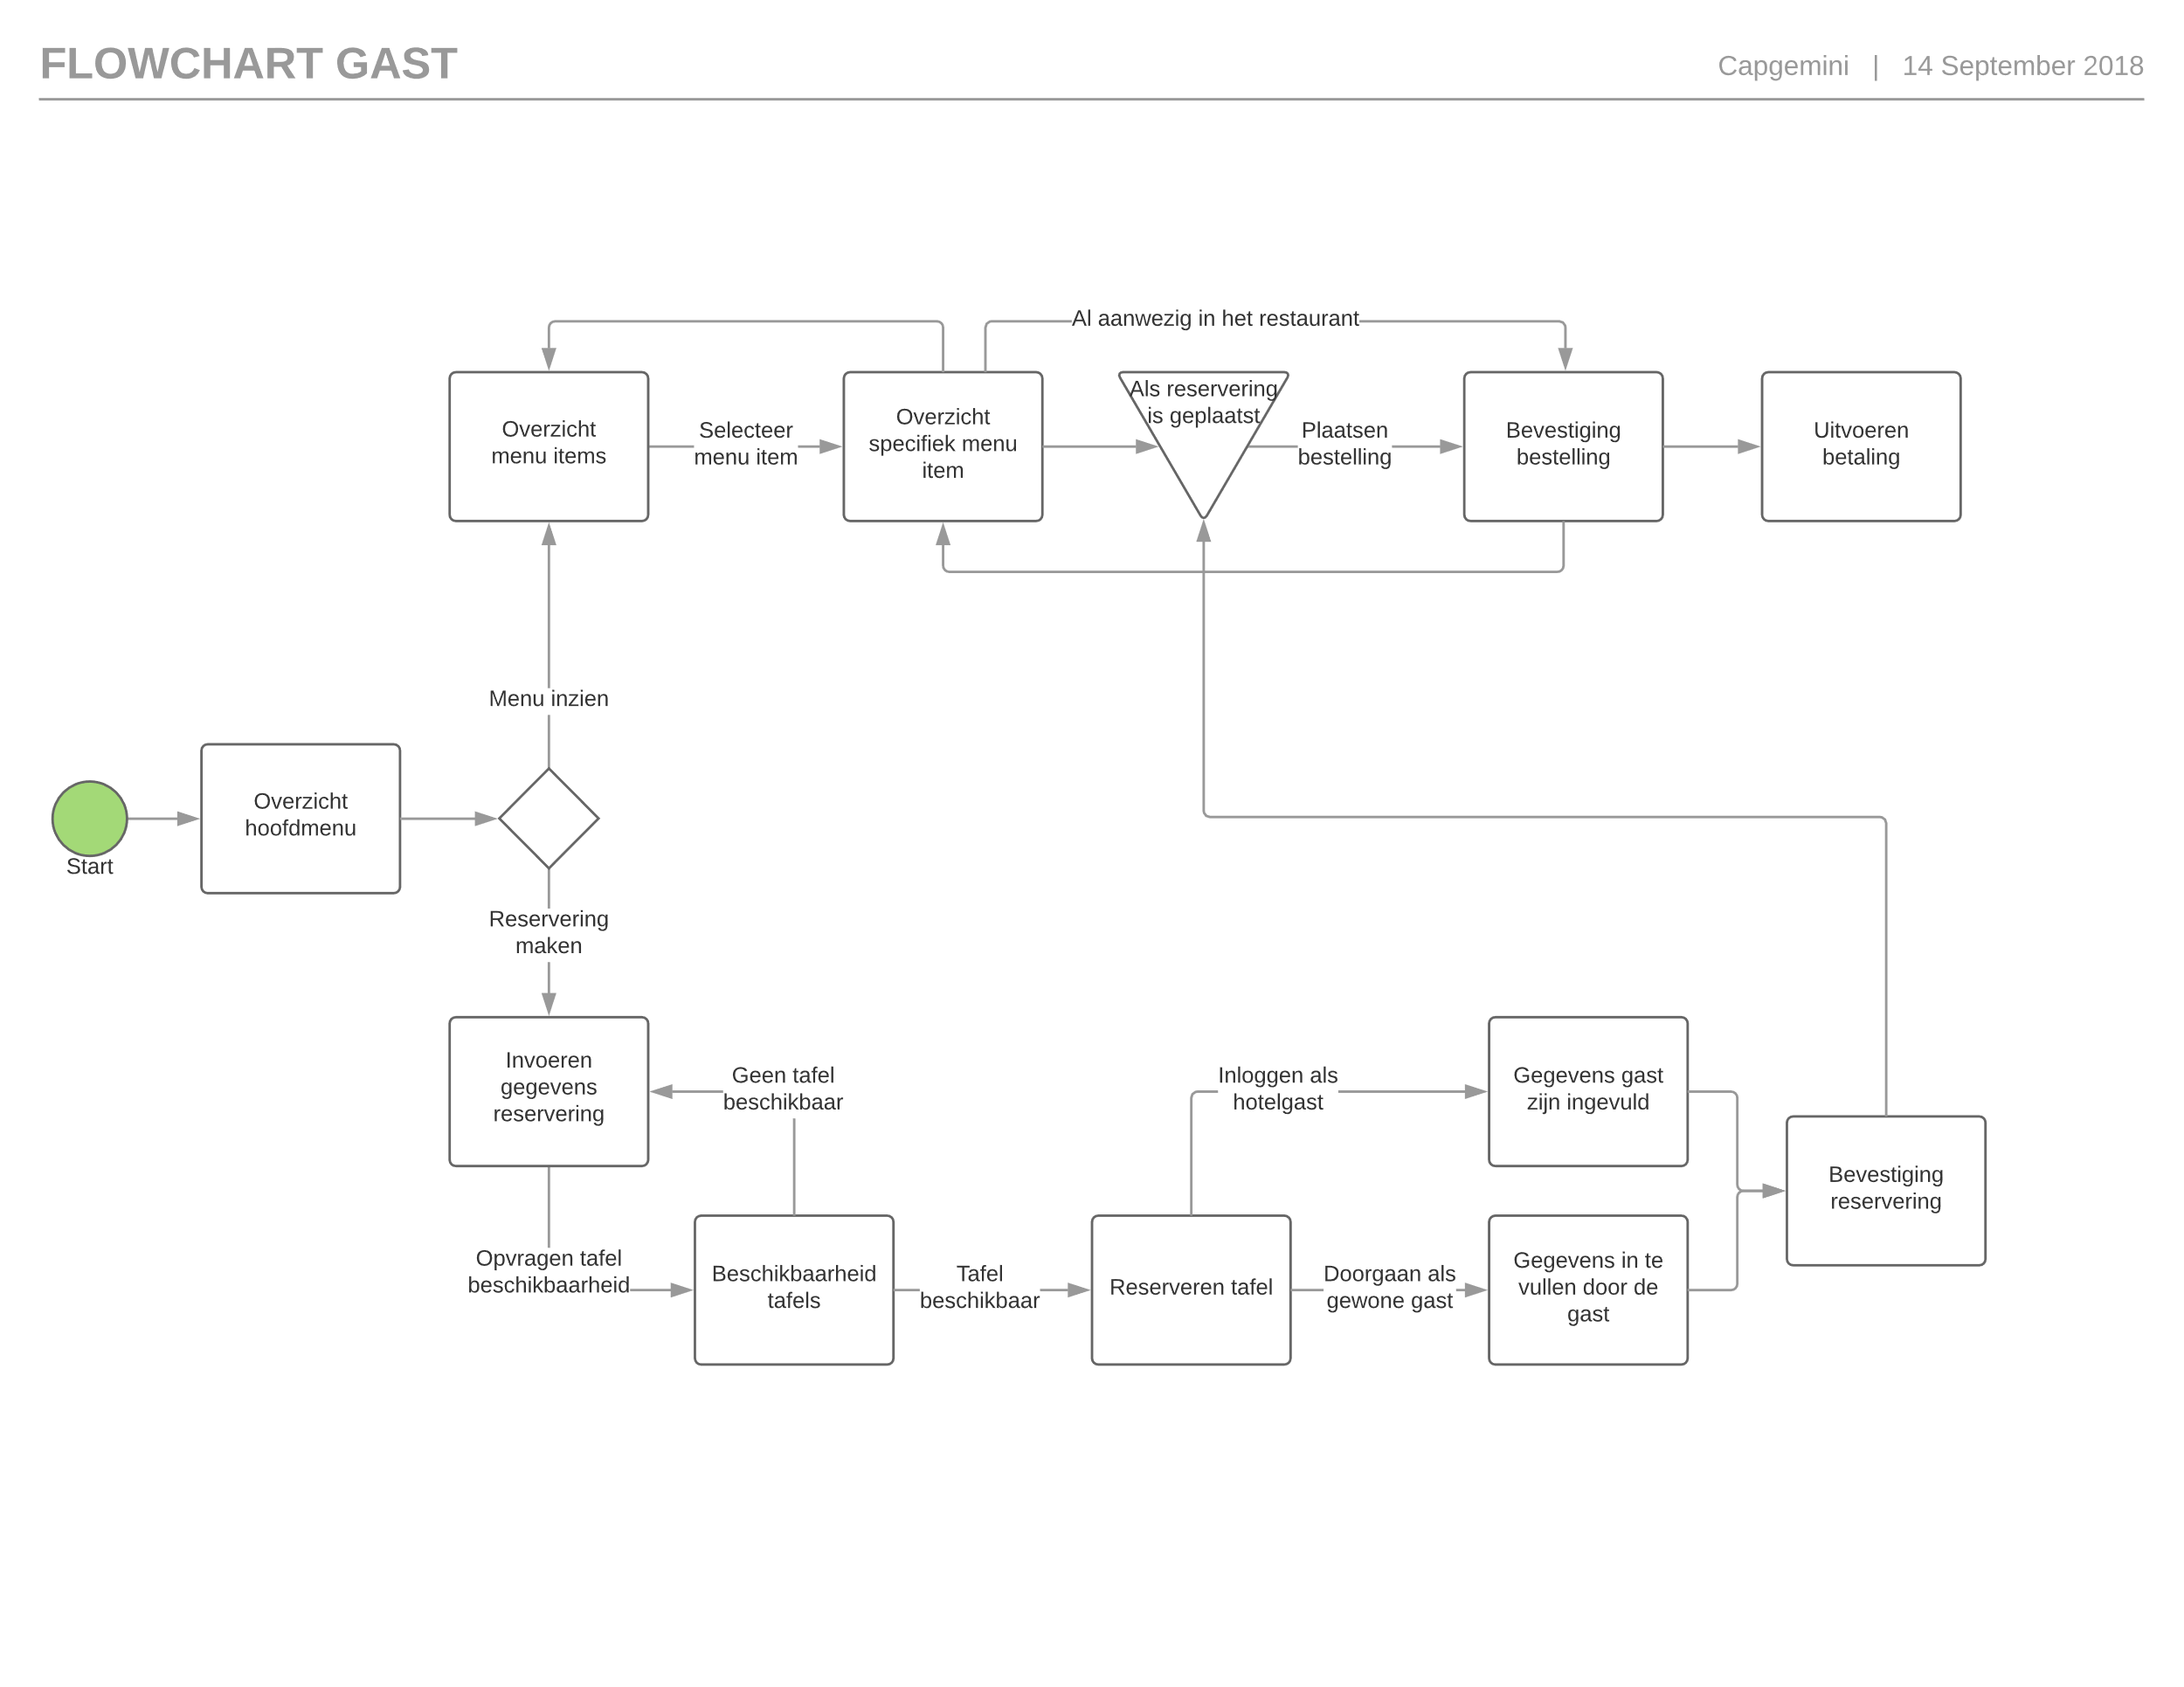 FLOWCHART GAST
Capgemini | 14 September 2018
Al aanwezig in het restaurant
Overzicht
menu items
Selecteer
menu item
Overzicht
specifiek menu
item
Als reservering
is geplaatst
Plaatsen
bestelling
Bevestiging
bestelling
Uitvoeren
betaling
Menu inzien
Start
Overzicht
hoofdmenu
Reservering
maken
Invoeren
gegevens
reservering
Geen tafel
beschikbaar
Opvragen tafel
beschikbaarheid
Beschikbaarheid
tafels
Tafel
beschikbaar
Reserveren tafel
Inloggen als
hotelgast
Doorgaan als
gewone gast
Gegevens gast
zijn ingevuld
Gegevens in te
vullen door de
gast
Bevestiging
reservering